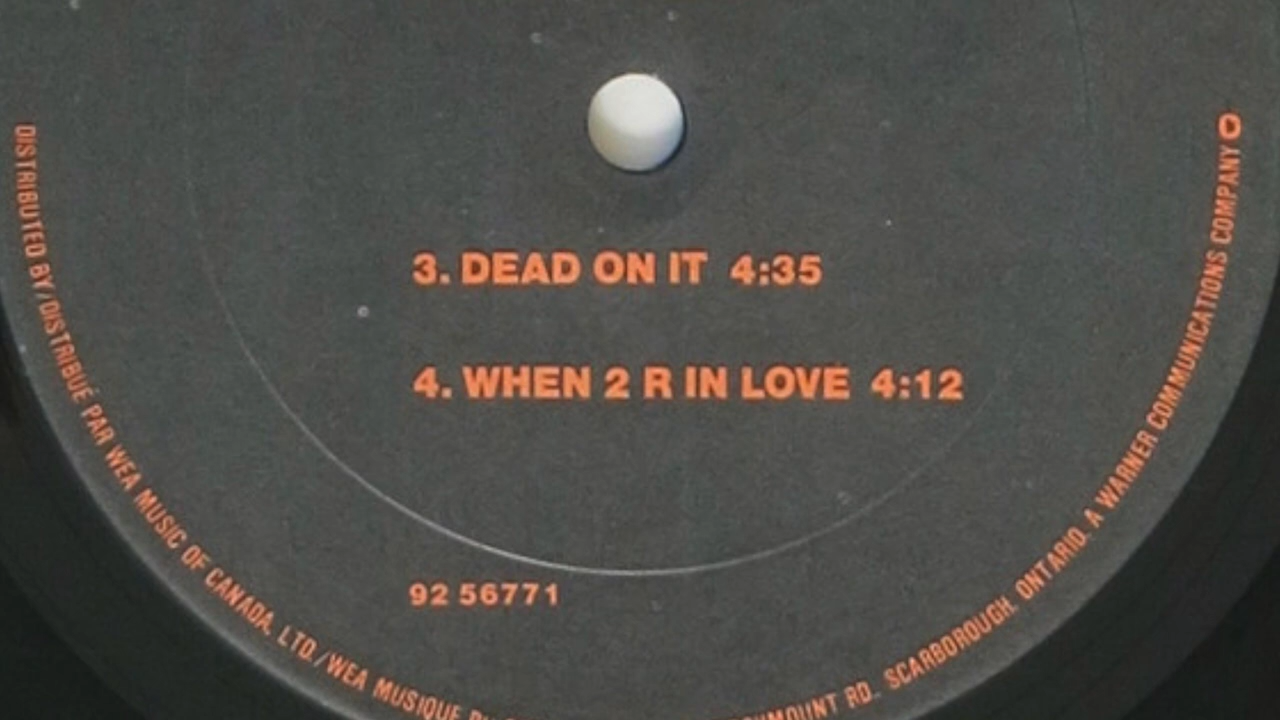 3. DEAD ON IT 4:35
4. WHEN 2 R IN LOVE 4:12
92 56771
DISTRIBUTED BY/DISTRIBUÉ PAR WEA MUSIC OF CANADA, LTD./WEA MUSIQUE RD., SCARBOROUGH, ONTARIO. A WARNER COMMUNICATIONS COMPANY O